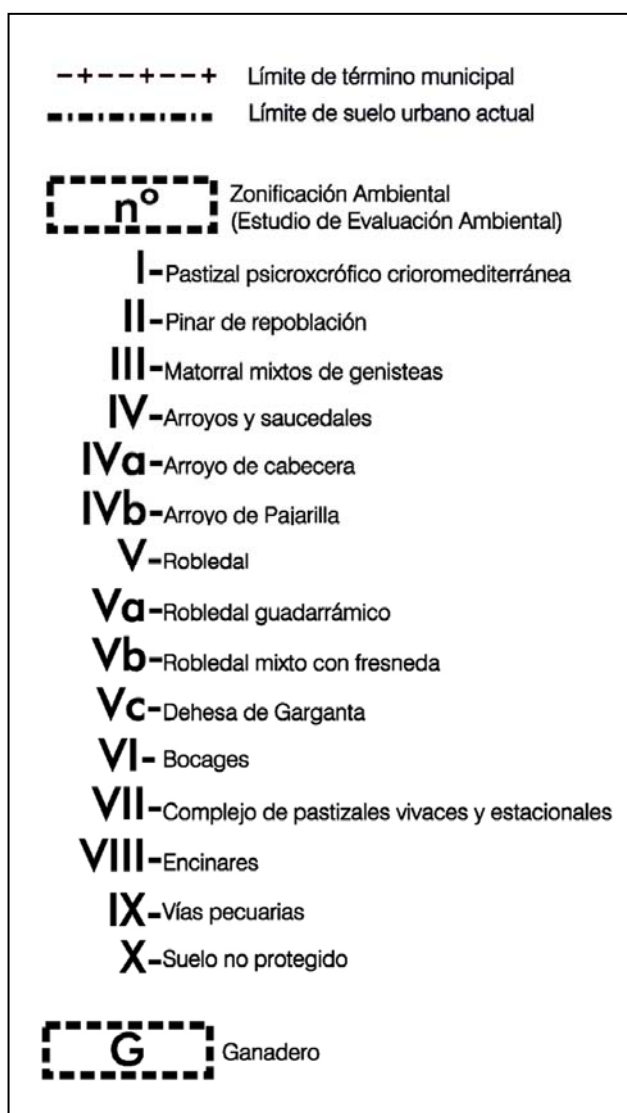 Límite de término municipal
Límite de suelo urbano actual
nº Zonificación Ambiental
(Estudio de Evaluación Ambiental)
I-Pastizal psicroxcrófico crioromediterránea
II-Pinar de repoblación
III-Matorral mixtos de genisteas
IV-Arroyos y saucedales
IVa-Arroyo de cabecera
IVb-Arroyo de Pajarilla
V-Robledal
Va-Robledal guadarrámico
Vb-Robledal mixto con fresneda
Vc-Dehesa de Garganta
VI- Bocages
VII-Complejo de pastizales vivaces y estacionales
VIII-Encinares
IX-Vías pecuarias
X-Suelo no protegido
G Ganadero